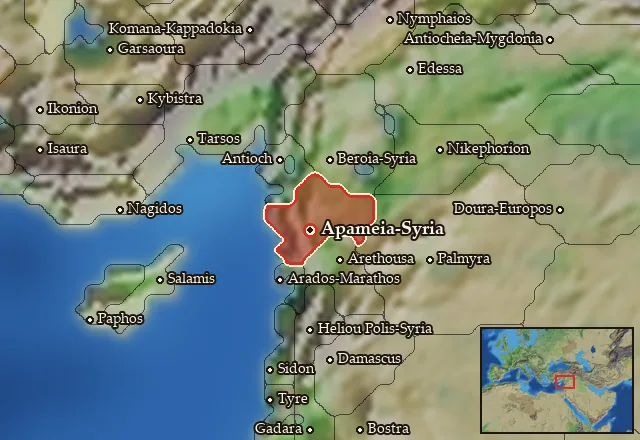 Nymphaios
Komana-Kappadokia
Antiocheia-Mygdonia
Garsaoura
Edessa
Kybistra
Ikonion
Tarsos
Isaura
Nikephorion
Antioch
Beroia-Syria
Nagidos
Doura-Europos
Apameia-Syria
Arethousa
Palmyra
Salamis
Arados-Marathos
Paphos
Heliou Polis-Syria
Damascus
Sidon
Tyre
Gadara
Bostra